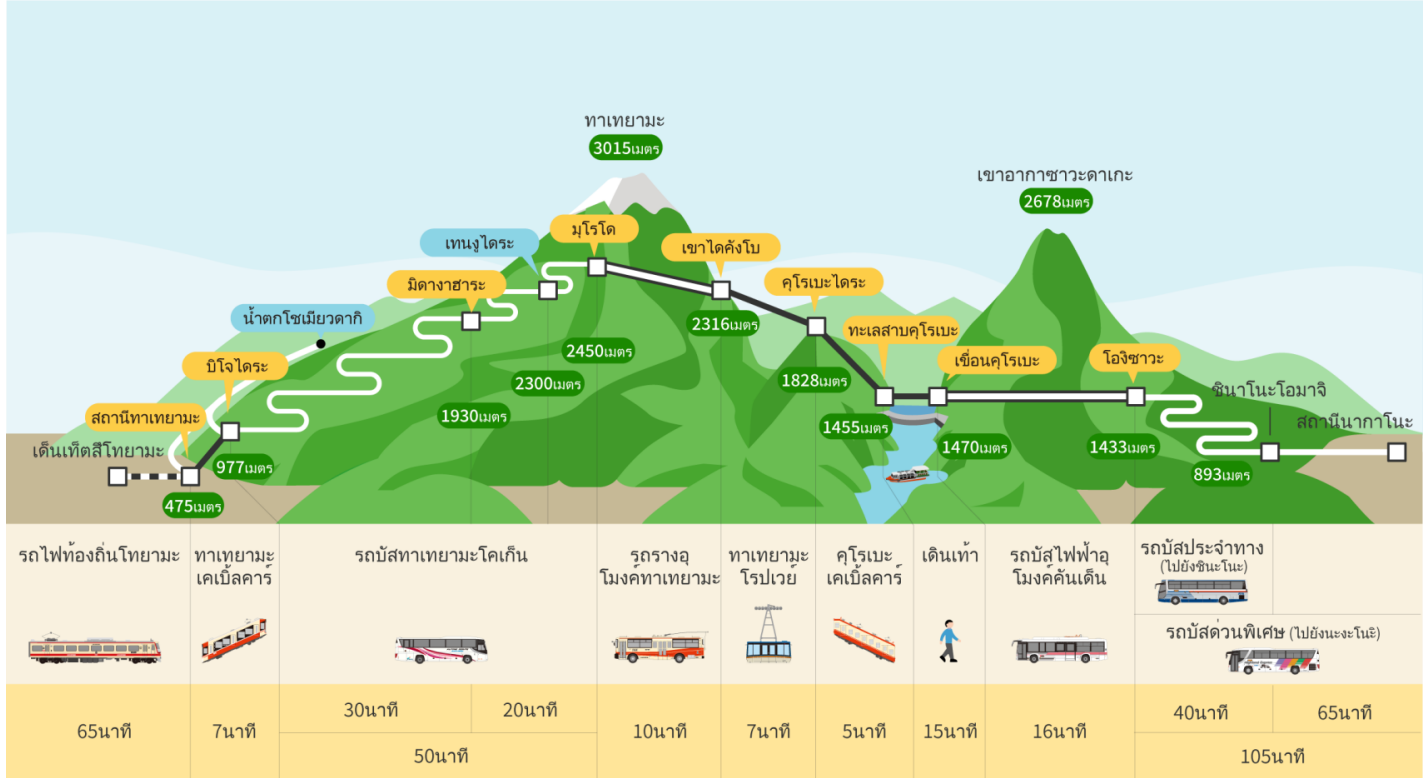 ทาเทยามะ
3015เมตร
เขาอากาซาวะดาเกะ
2678เมตร
มุโรโด
เทนงูไดระ
เขาไดคังโบ
มิดางาฮาระ
คุโรเบะไดระ
น้ำตกโซเมียวดากิ
2316เมตร
ทะเลสาบคุโรเบะ
2450เมตร
บิโจไดระ
เขื่อนคุโรเบะ
โองิซาวะ
2300เมตร
1828เมตร
ชินาโนะโอมาจิ
สถานีทาเทยามะ
1930เมตร
สถานีนากาโนะ
1455เมตร
เด็นเท็ตสึโทยามะ
1470เมตร
1433เมตร
977เมตร
893เมตร
475เมตร
รถไฟท้องถิ่นโทยามะ
ทาเทยามะ
เคเบิ้ลคาร์
รถบัสทาเทยามะโคเก็น
รถรางอุ
โมงค์ทาเทยามะ
ทาเทยามะ
โรปเวย์
คุโรเบะ
เคเบิ้ลคาร์
เดินเท้า
รถบัสไฟฟ้าอุ
โมงค์คันเด็น
รถบัสประจำทาง
(ไปยังชินะโนะ)
รถบัสด่วนพิเศษ (ไปยังนะงะโนะ)
65นาที
7นาที
30นาที
20นาที
50นาที
10นาที
7นาที
5นาที
15นาที
16นาที
40นาที
65นาที
105นาที